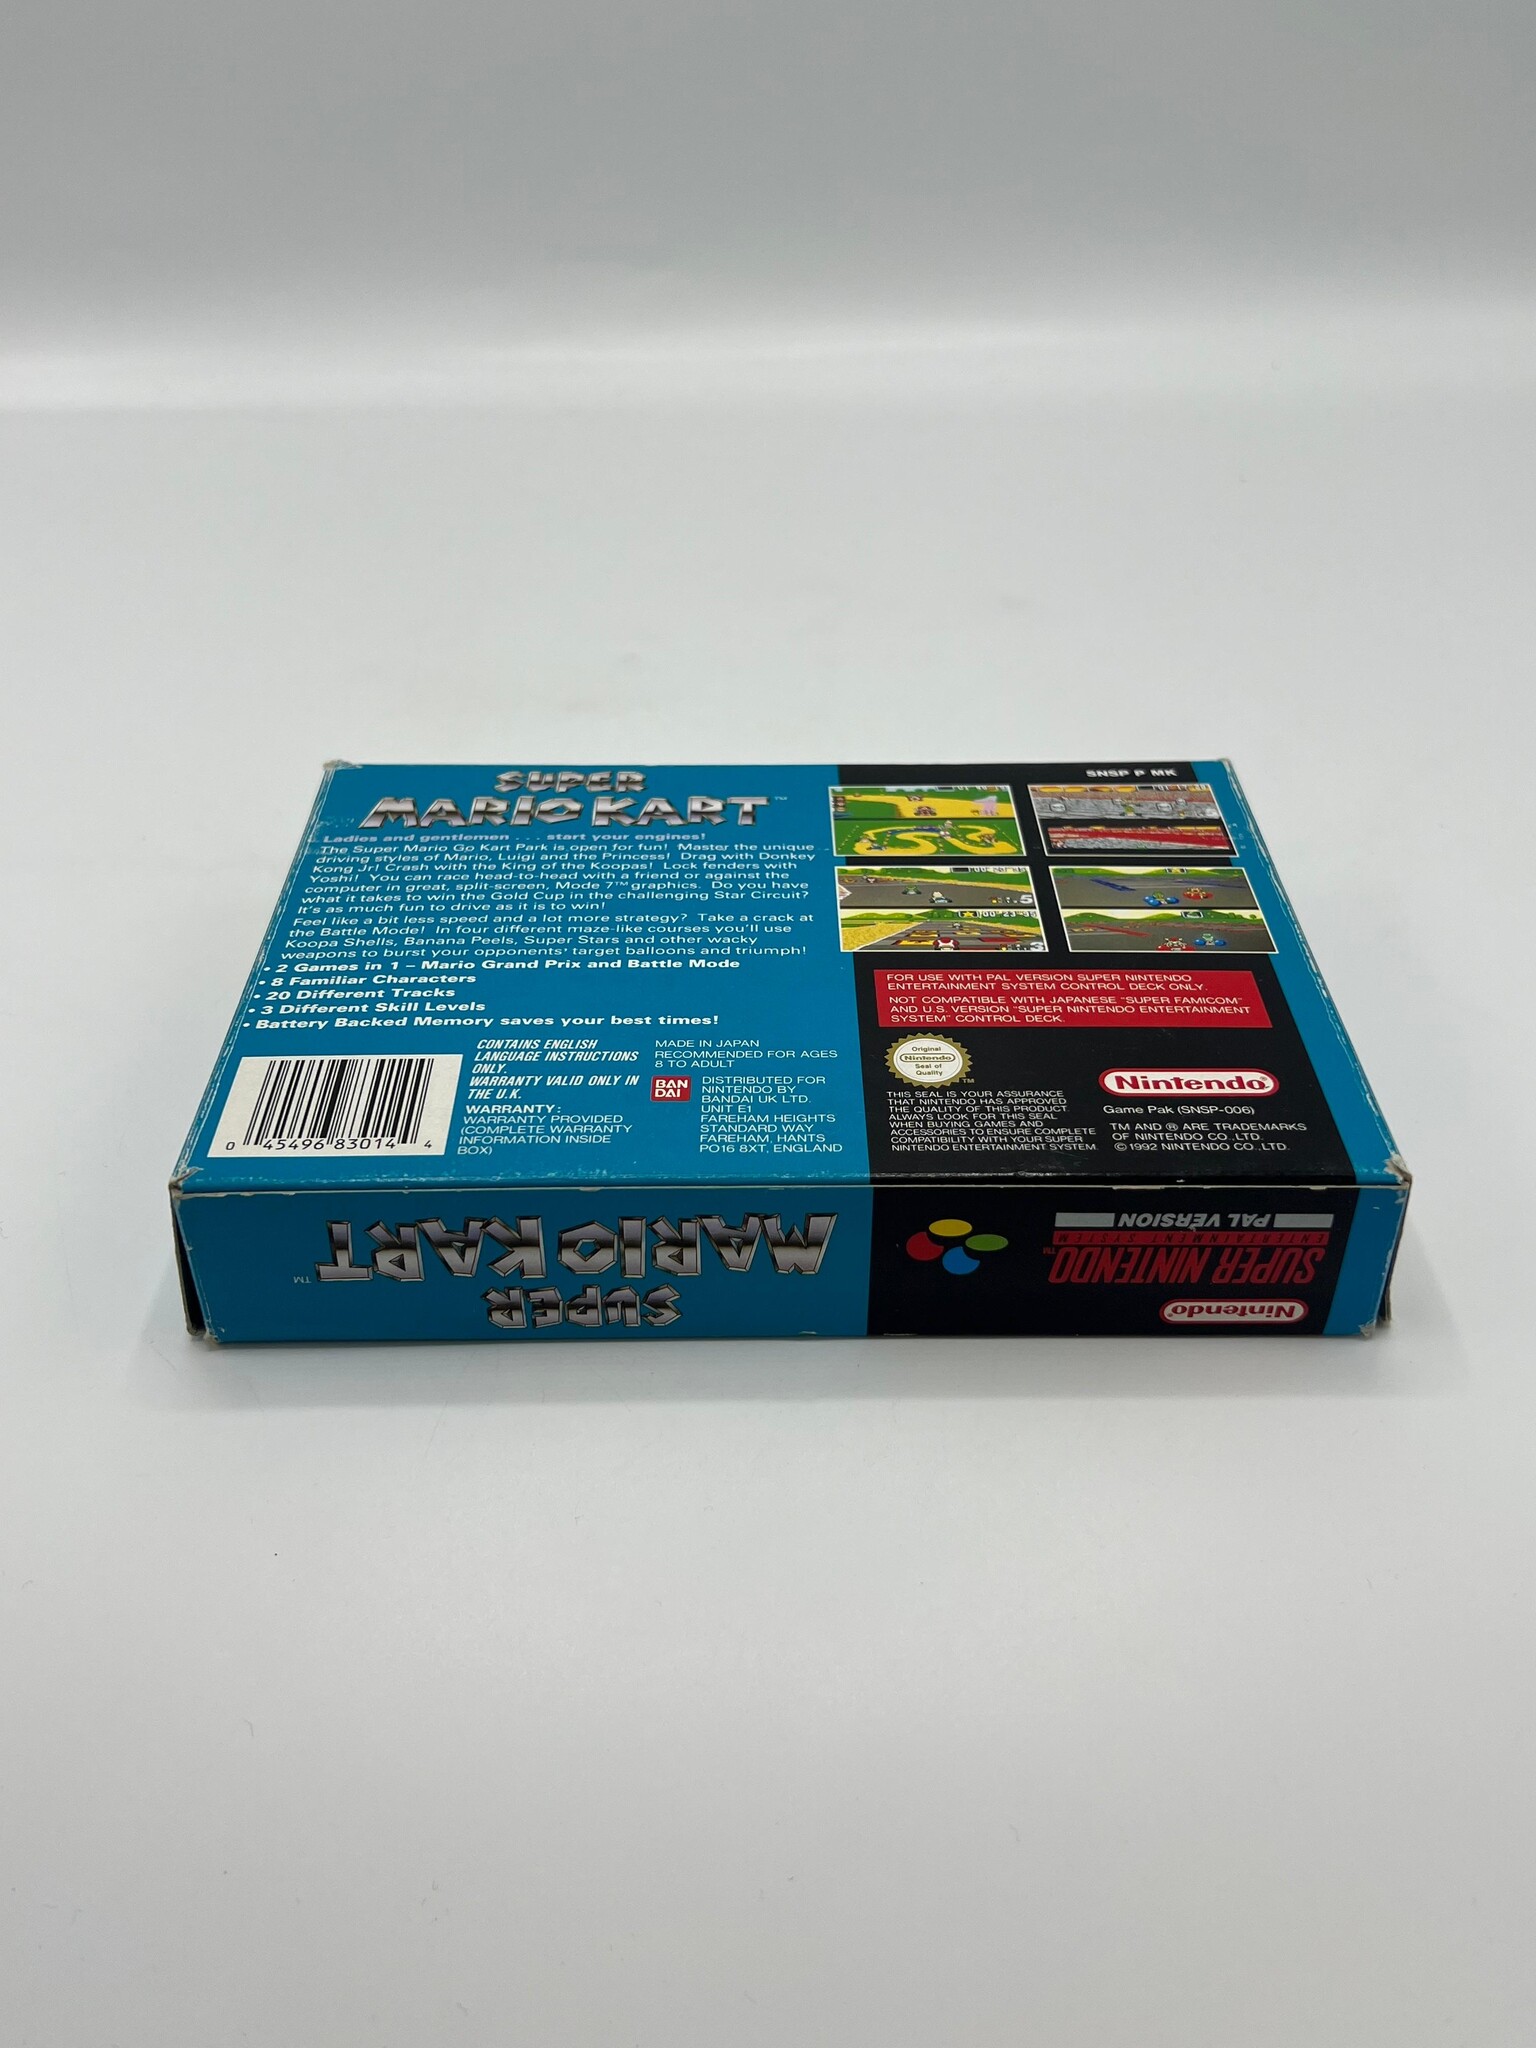 SUPER
MARIO KART™
Ladies and gentlemen . . . start your engines!
The Super Mario Go Kart Park is open for fun! Master the unique
driving styles of Mario, Luigi and the Princess! Drag with Donkey
Kong Jr! Crash with the King of the Koopas! Lock fenders with
Yoshi! You can race head-to-head with a friend or against the
computer in great, split-screen, Mode 7™ graphics. Do you have
what it takes to win the Gold Cup in the challenging Star Circuit?
It's as much fun to drive as it is to win!
Feel like a bit less speed and a lot more strategy? Take a crack at
the Battle Mode! In four different maze-like courses you'll use
Koopa Shells, Banana Peels, Super Stars and other wacky
weapons to burst your opponents' target balloons and triumph!
• 2 Games in 1 – Mario Grand Prix and Battle Mode
• 8 Familiar Characters
• 20 Different Tracks
• 3 Different Skill Levels
• Battery Backed Memory saves your best times!
0 45496 83014 4
CONTAINS ENGLISH
LANGUAGE INSTRUCTIONS
ONLY.
WARRANTY VALID ONLY IN
THE U.K.
WARRANTY:
WARRANTY PROVIDED
(COMPLETE WARRANTY
INFORMATION INSIDE
BOX)
MADE IN JAPAN
RECOMMENDED FOR AGES
8 TO ADULT
BAN
DAI
DISTRIBUTED FOR
NINTENDO BY
BANDAI UK LTD.
UNIT E1
FAREHAM HEIGHTS
STANDARD WAY
FAREHAM, HANTS
PO16 8XT, ENGLAND
SNSP P MK
5
3
FOR USE WITH PAL VERSION SUPER NINTENDO
ENTERTAINMENT SYSTEM CONTROL DECK ONLY.
NOT COMPATIBLE WITH JAPANESE "SUPER FAMICOM"
AND U.S. VERSION "SUPER NINTENDO ENTERTAINMENT
SYSTEM" CONTROL DECK.
Original
Nintendo
Seal of
Quality
TM
THIS SEAL IS YOUR ASSURANCE
THAT NINTENDO HAS APPROVED
THE QUALITY OF THIS PRODUCT.
ALWAYS LOOK FOR THIS SEAL
WHEN BUYING GAMES AND
ACCESSORIES TO ENSURE COMPLETE
COMPATIBILITY WITH YOUR SUPER
NINTENDO ENTERTAINMENT SYSTEM.
Nintendo®
Game Pak (SNSP-006)
TM AND ® ARE TRADEMARKS
OF NINTENDO CO., LTD.
© 1992 NINTENDO CO., LTD.
Nintendo®
SUPER NINTENDO™
ENTERTAINMENT SYSTEM
PAL VERSION
SUPER
MARIO KART™